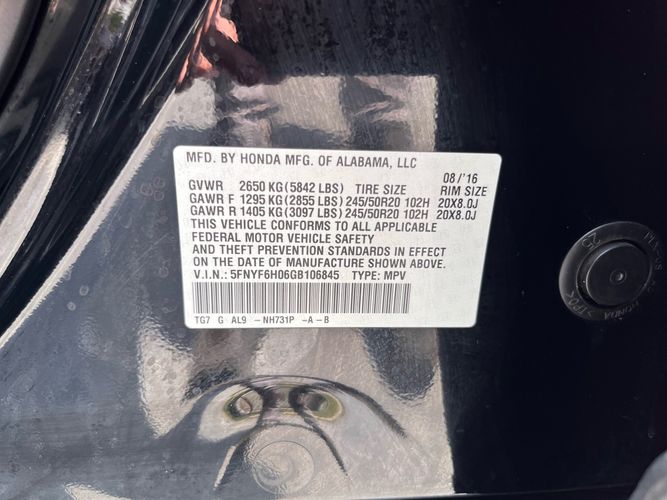 MFD. BY HONDA MFG. OF ALABAMA, LLC
08/'16
GVWR 2650 KG(5842 LBS) TIRE SIZE RIM SIZE
GAWR F 1295 KG(2855 LBS)245/50R20 102H 20X8.0J
GAWR R 1405 KG(3097 LBS)245/50R20 102H 20X8.0J
THIS VEHICLE CONFORMS TO ALL APPLICABLE
FEDERAL MOTOR VEHICLE SAFETY
AND THEFT PREVENTION STANDARDS IN EFFECT
ON THE DATE OF MANUFACTURE SHOWN ABOVE.
V.I.N.: 5FNYF6H06GB106845 TYPE: MPV
TG7 G AL9 -NH731P -A-B
25
HONDA